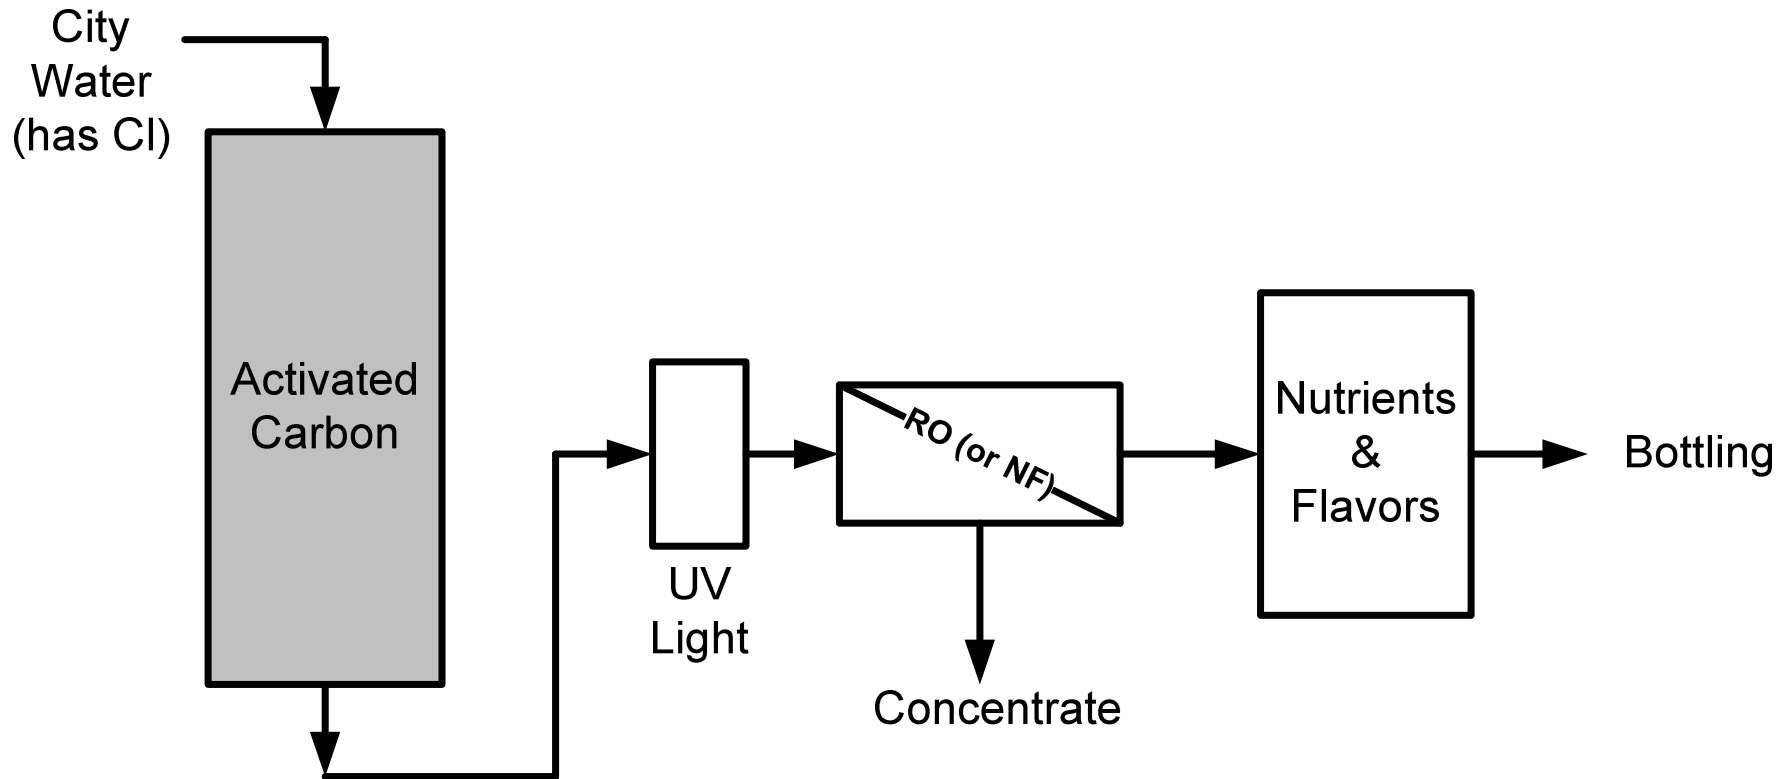 City
Water
(has Cl)
Activated
Carbon
UV
Light
RO (or NF)
Concentrate
Nutrients
&
Flavors
Bottling